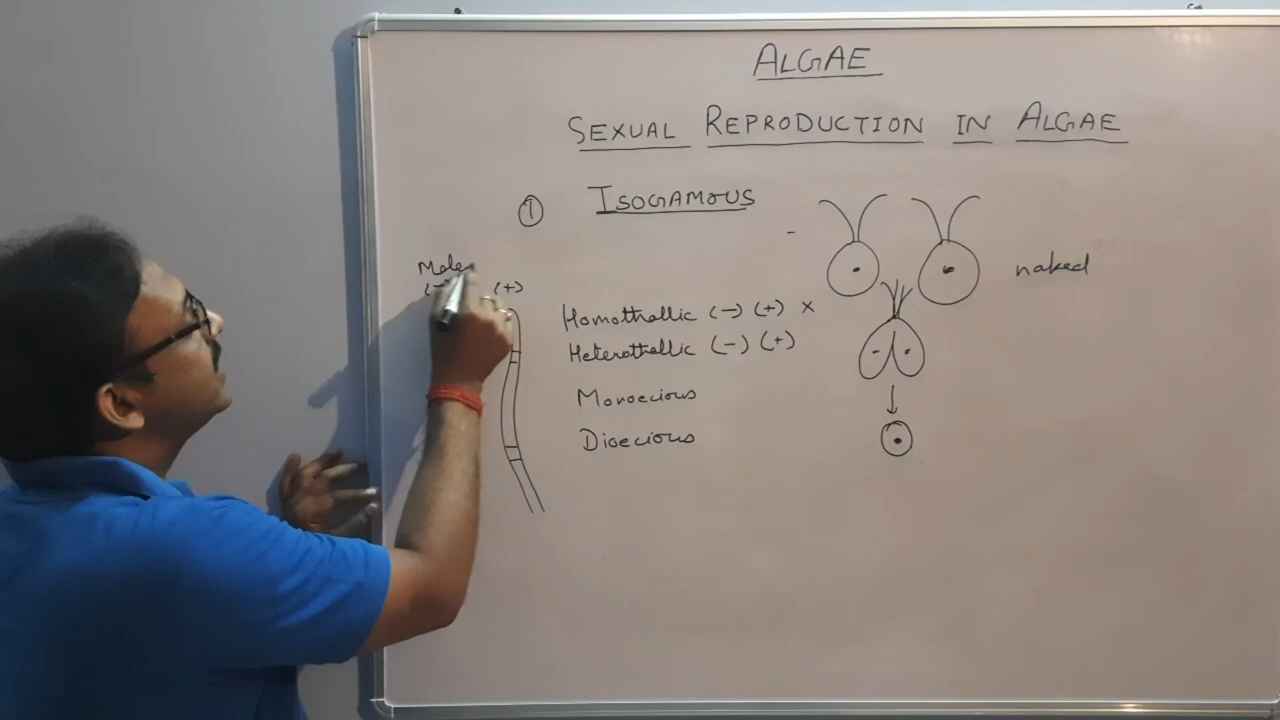 ALGAE
SEXUAL REPRODUCTION IN ALGAE
① ISOGAMOUS
Male
(-) (+)
naked
Homothallic (-) (+) ×
Heterothallic (-) (+)
Monoecious
Dioecious